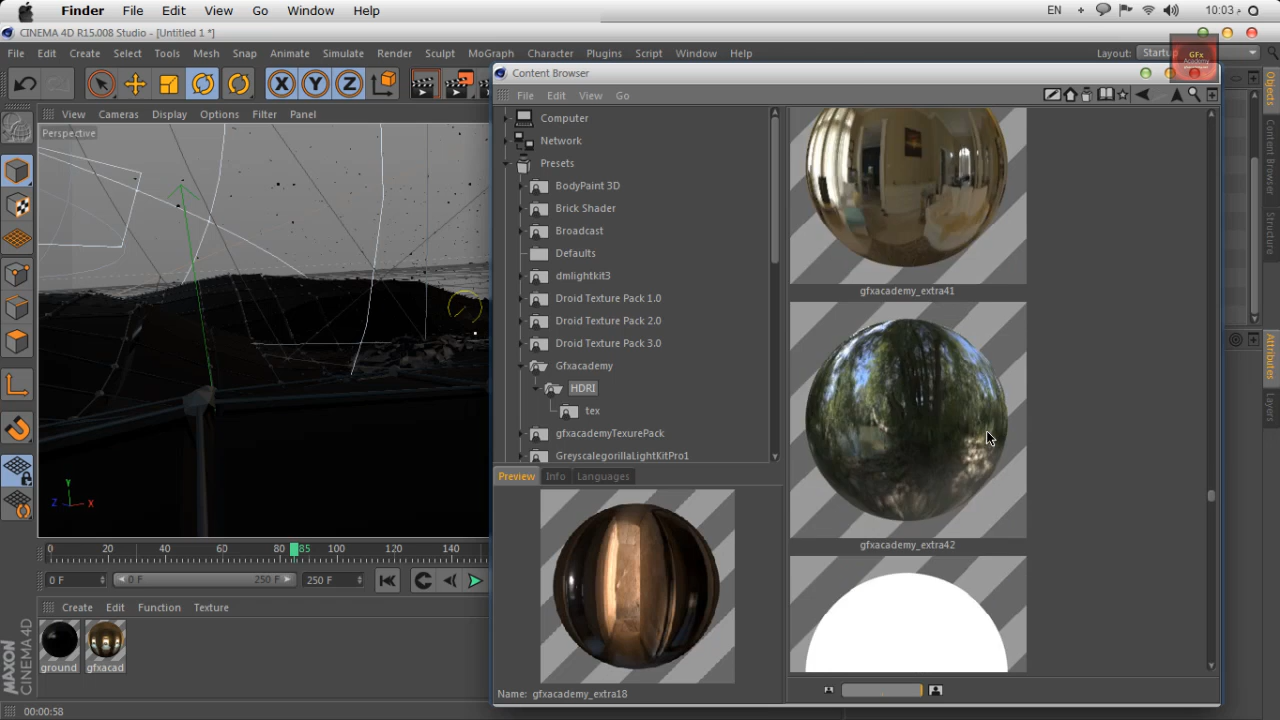 Finder File Edit View Go Window Help EN 10:03 م
CINEMA 4D R15.008 Studio - [Untitled 1 *]
File Edit Create Select Tools Mesh Snap Animate Simulate Render Sculpt MoGraph Character Plugins Script Window Help Layout: Startu
GFx
Academy
X Y Z
Content Browser
File Edit View Go
View Cameras Display Options Filter Panel
Perspective
Computer
Network
Presets
BodyPaint 3D
Brick Shader
Broadcast
Defaults
dmlightkit3
Droid Texture Pack 1.0
Droid Texture Pack 2.0
Droid Texture Pack 3.0
Gfxacademy
HDRI
tex
gfxacademyTexurePack
GreyscalegorillaLightKitPro1
gfxacademy_extra41
gfxacademy_extra42
Preview Info Languages
Name: gfxacademy_extra18
Objects
Content Browser
Structure
Attributes
Layers
Y
Z X
0 20 40 60 80 85 100 120 140
0 F 0 F 250 F 250 F
Create Edit Function Texture
ground gfxacad
MAXON
CINEMA 4D
00:00:58